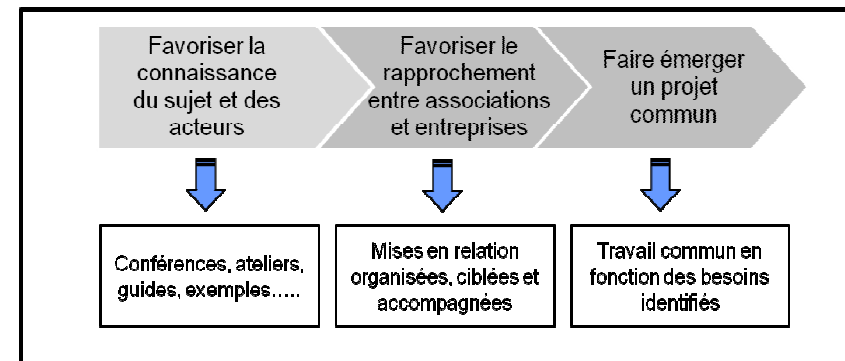 Favoriser la
connaissance
du sujet et des
acteurs
Favoriser le
rapprochement
entre associations
et entreprises
Faire émerger
un projet
commun
Conférences, ateliers,
guides, exemples.....
Mises en relation
organisées, ciblées et
accompagnées
Travail commun en
fonction des besoins
identifiés